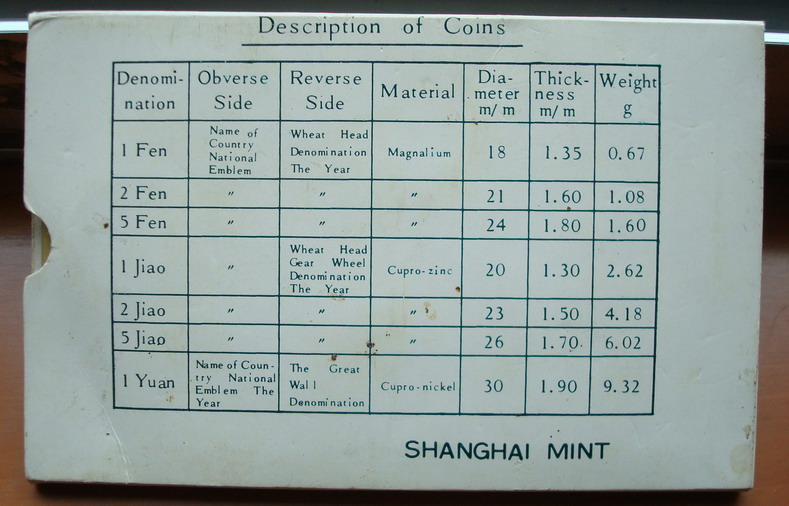 Description of Coins
Denomi- Obverse Reverse Material Dia- Thick- Weight
nation Side Side meter ness g
m/m m/m
1 Fen Name of Country National Emblem Wheat Head Denomination The Year Magnalium 18 1.35 0.67
2 Fen " " " 21 1.60 1.08
5 Fen " " " 24 1.80 1.60
1 Jiao " Wheat Head Gear Wheel Denomination The Year Cupro-zinc 20 1.30 2.62
2 Jiao " " " 23 1.50 4.18
5 Jiao " " " 26 1.70 6.02
1 Yuan Name of Coun-try National Emblem The Year The Great Wall Denomination Cupro-nickel 30 1.90 9.32
SHANGHAI MINT